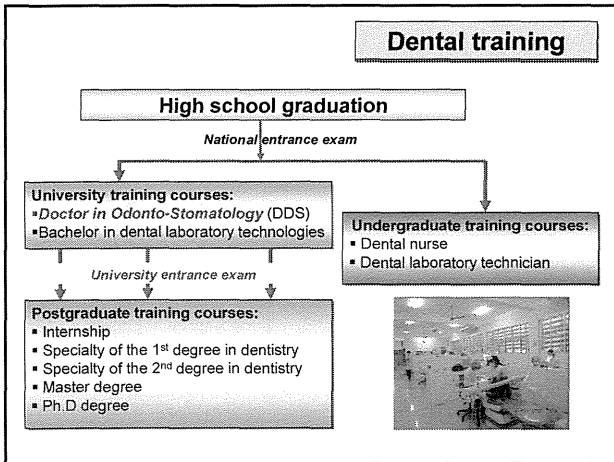 Dental training
High school graduation
National entrance exam
University training courses:
▪Doctor in Odonto-Stomatology (DDS)
▪Bachelor in dental laboratory technologies
Undergraduate training courses:
▪ Dental nurse
▪ Dental laboratory technician
University entrance exam
Postgraduate training courses:
▪ Internship
▪ Specialty of the 1st degree in dentistry
▪ Specialty of the 2nd degree in dentistry
▪ Master degree
▪ Ph.D degree